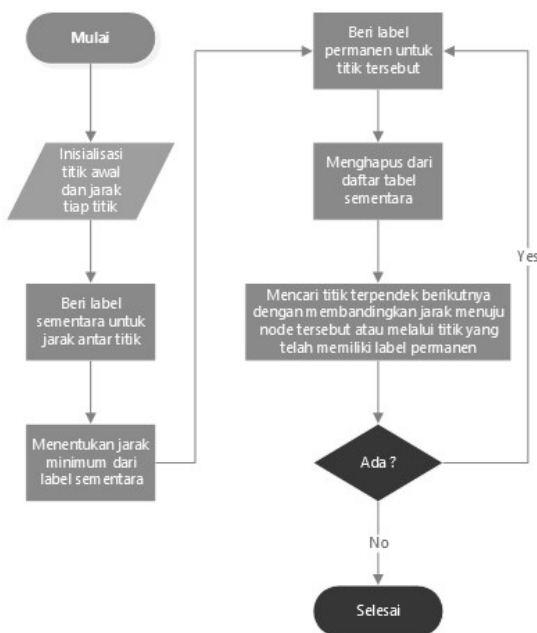 Mulai
Inisialisasi
titik awal
dan jarak
tiap titik
Beri label
sementara untuk
jarak antar titik
Menentukan jarak
minimum dari
label sementara
Beri label
permanen untuk
titik tersebut
Menghapus dari
daftar tabel
sementara
Mencari titik terpendek berikutnya
dengan membandingkan jarak menuju
node tersebut atau melalui titik yang
telah memiliki label permanen
Ada ?
Yes
No
Selesai